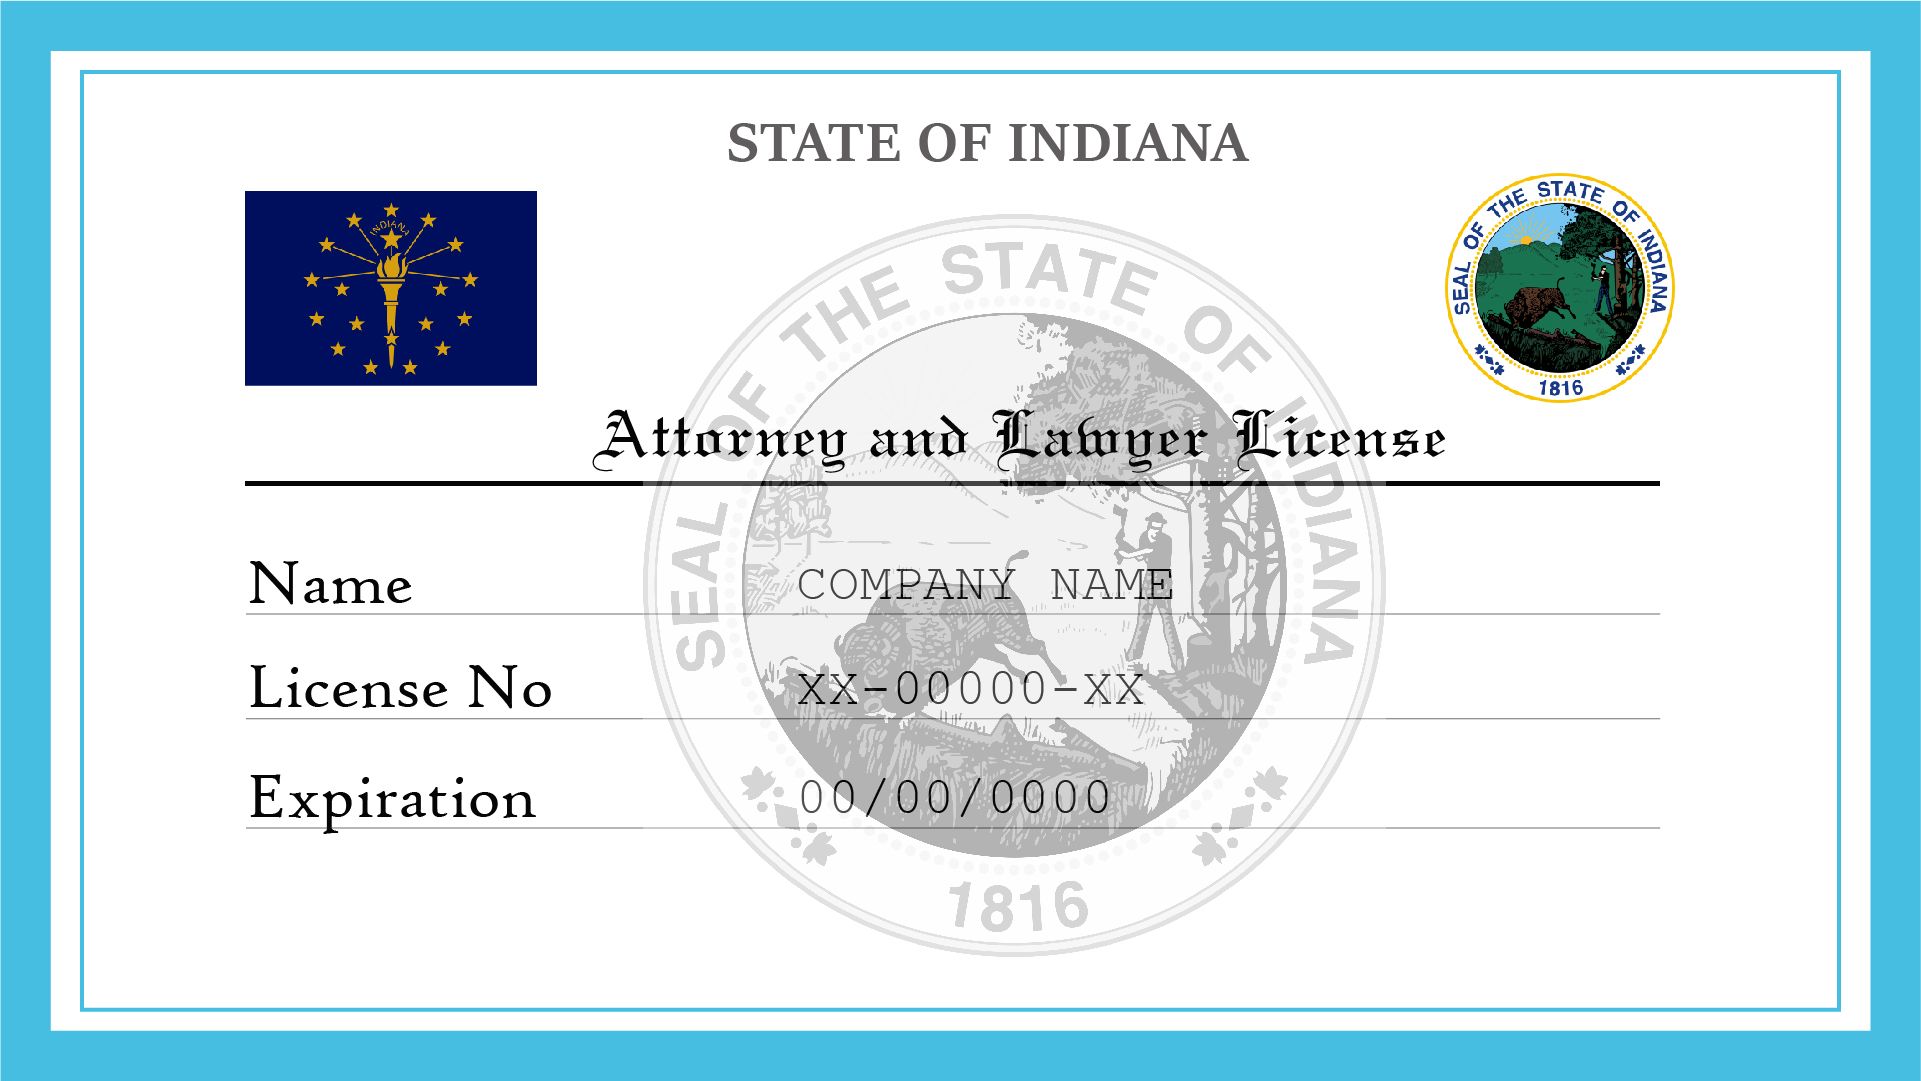 STATE OF INDIANA
INDIANA
SEAL OF THE STATE OF INDIANA
1816
SEAL OF THE STATE OF INDIANA
Attorney and Lawyer License
Name COMPANY NAME
License No XX-00000-XX
Expiration 00/00/0000
1816